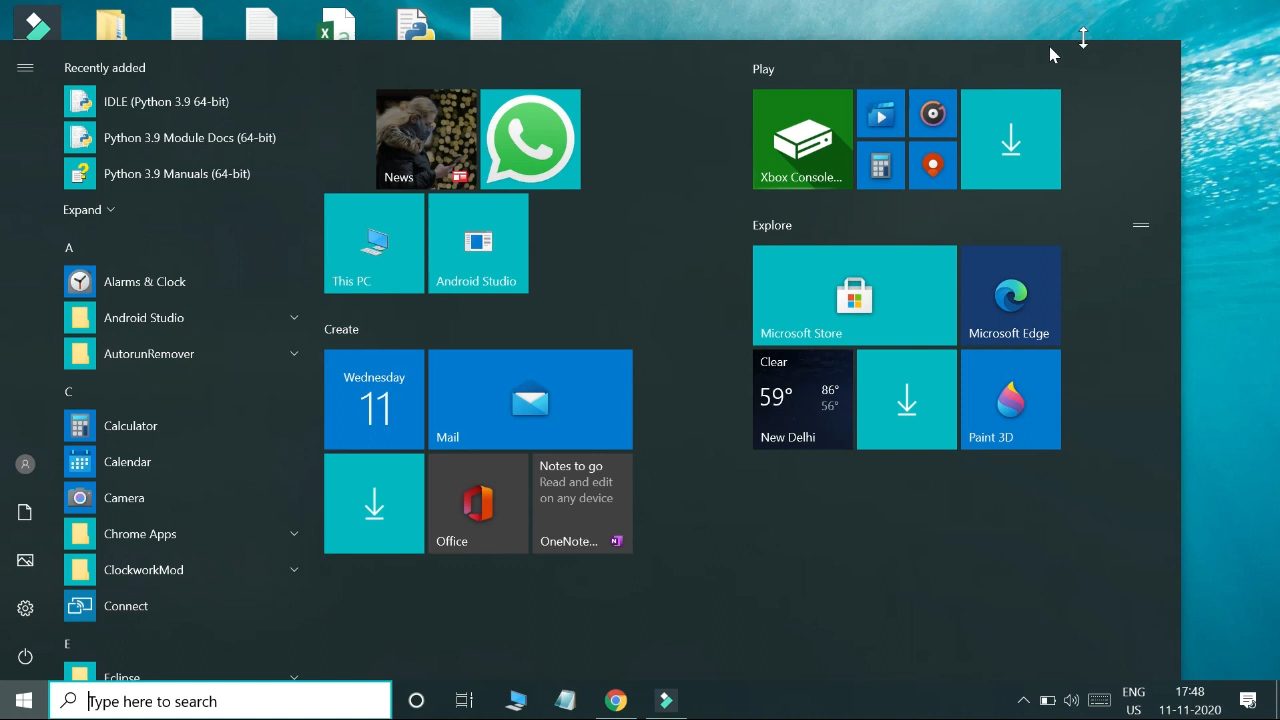 Recently added
IDLE (Python 3.9 64-bit)
Python 3.9 Module Docs (64-bit)
Python 3.9 Manuals (64-bit)
Expand
A
Alarms & Clock
Android Studio
AutorunRemover
C
Calculator
Calendar
Camera
Chrome Apps
ClockworkMod
Connect
E
Eclipse
News
This PC
Android Studio
Create
Wednesday
11
Mail
Office
Notes to go
Read and edit
on any device
OneNote...
Play
Xbox Console...
Explore
Microsoft Store
Microsoft Edge
Clear
59°
86°
56°
New Delhi
Paint 3D
Type here to search
ENG
US
17:48
11-11-2020